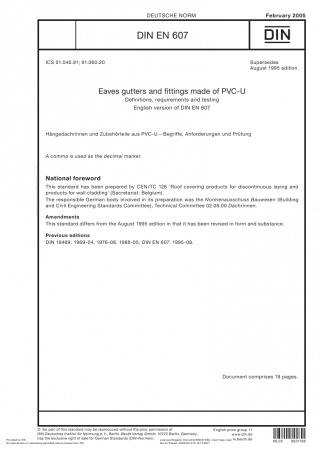 DEUTSCHE NORM
February 2005
DIN EN 607
DIN
ICS 01.040.91; 91.060.20
Supersedes
August 1995 edition.
Eaves gutters and fittings made of PVC-U
Definitions, requirements and testing
English version of DIN EN 607
Hängedachrinnen und Zubehörteile aus PVC-U – Begriffe, Anforderungen und Prüfung
A comma is used as the decimal marker.
National foreword
This standard has been prepared by CEN/TC 128 'Roof covering products for discontinuous laying and
products for wall cladding' (Secretariat: Belgium).
The responsible German body involved in its preparation was the Normenausschuss Bauwesen (Building
and Civil Engineering Standards Committee), Technical Committee 02.08.00 Dachrinnen.
Amendments
This standard differs from the August 1995 edition in that it has been revised in form and substance.
Previous editions
DIN 18469: 1969-04, 1976-08, 1988-05; DIN EN 607: 1995-08.
Document comprises 19 pages.
© No part of this standard may be reproduced without the prior permission of
DIN Deutsches Institut für Normung e. V., Berlin. Beuth Verlag GmbH, 10772 Berlin, Germany,
has the exclusive right of sale for German Standards (DIN-Normen).
English price group 11
www.din.de
www.beuth.de